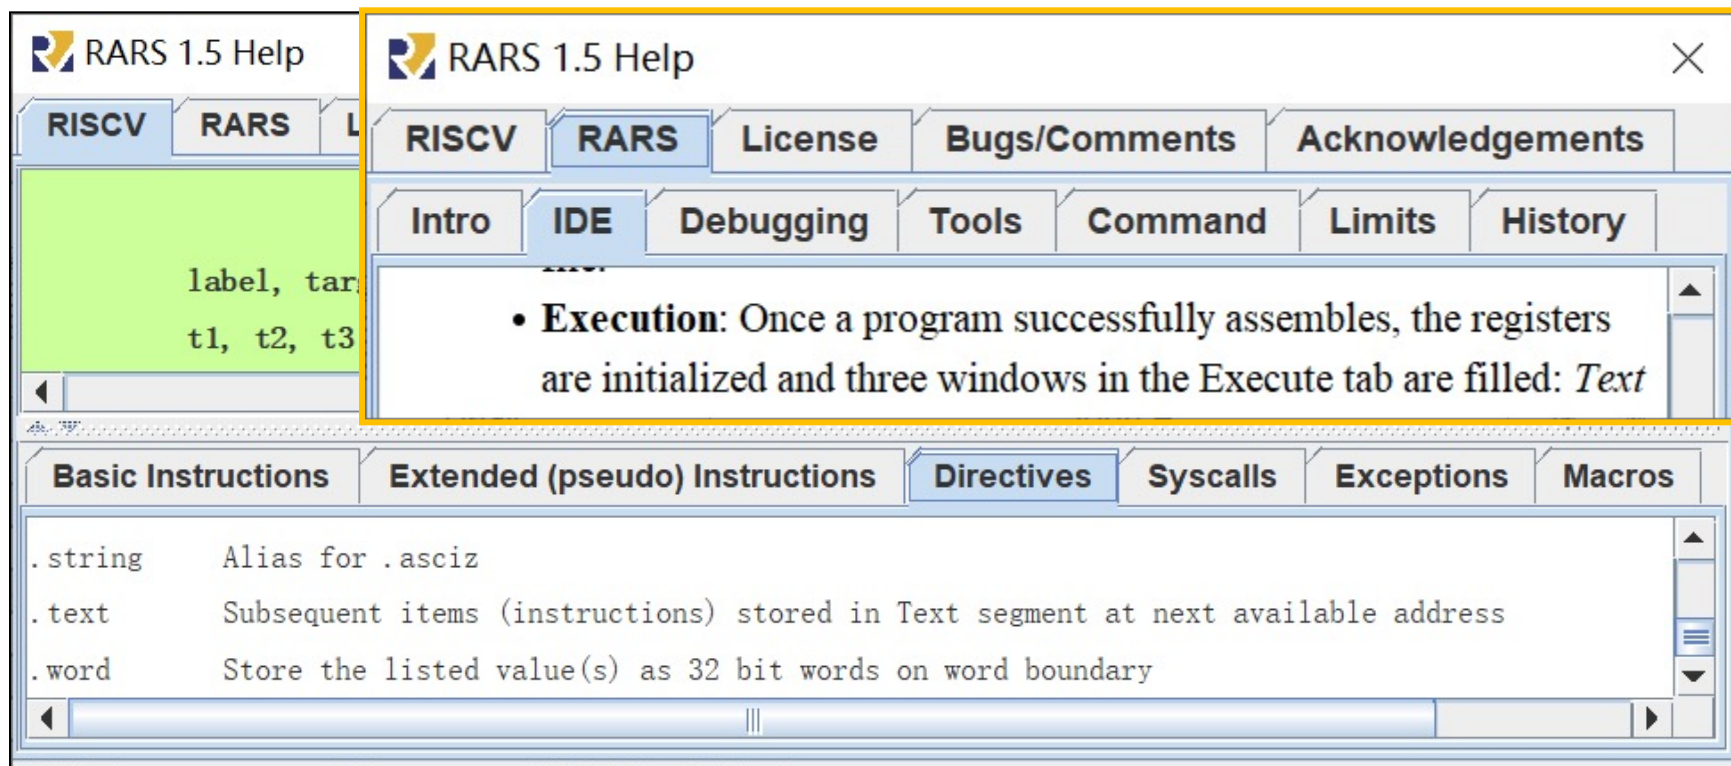 RARS 1.5 Help
RISCV RARS L
label, tar
t1, t2, t3
RARS 1.5 Help
RISCV RARS License Bugs/Comments Acknowledgements
Intro IDE Debugging Tools Command Limits History
• Execution: Once a program successfully assembles, the registers
are initialized and three windows in the Execute tab are filled: Text
Basic Instructions Extended (pseudo) Instructions Directives Syscalls Exceptions Macros
.string Alias for .asciz
.text Subsequent items (instructions) stored in Text segment at next available address
.word Store the listed value(s) as 32 bit words on word boundary